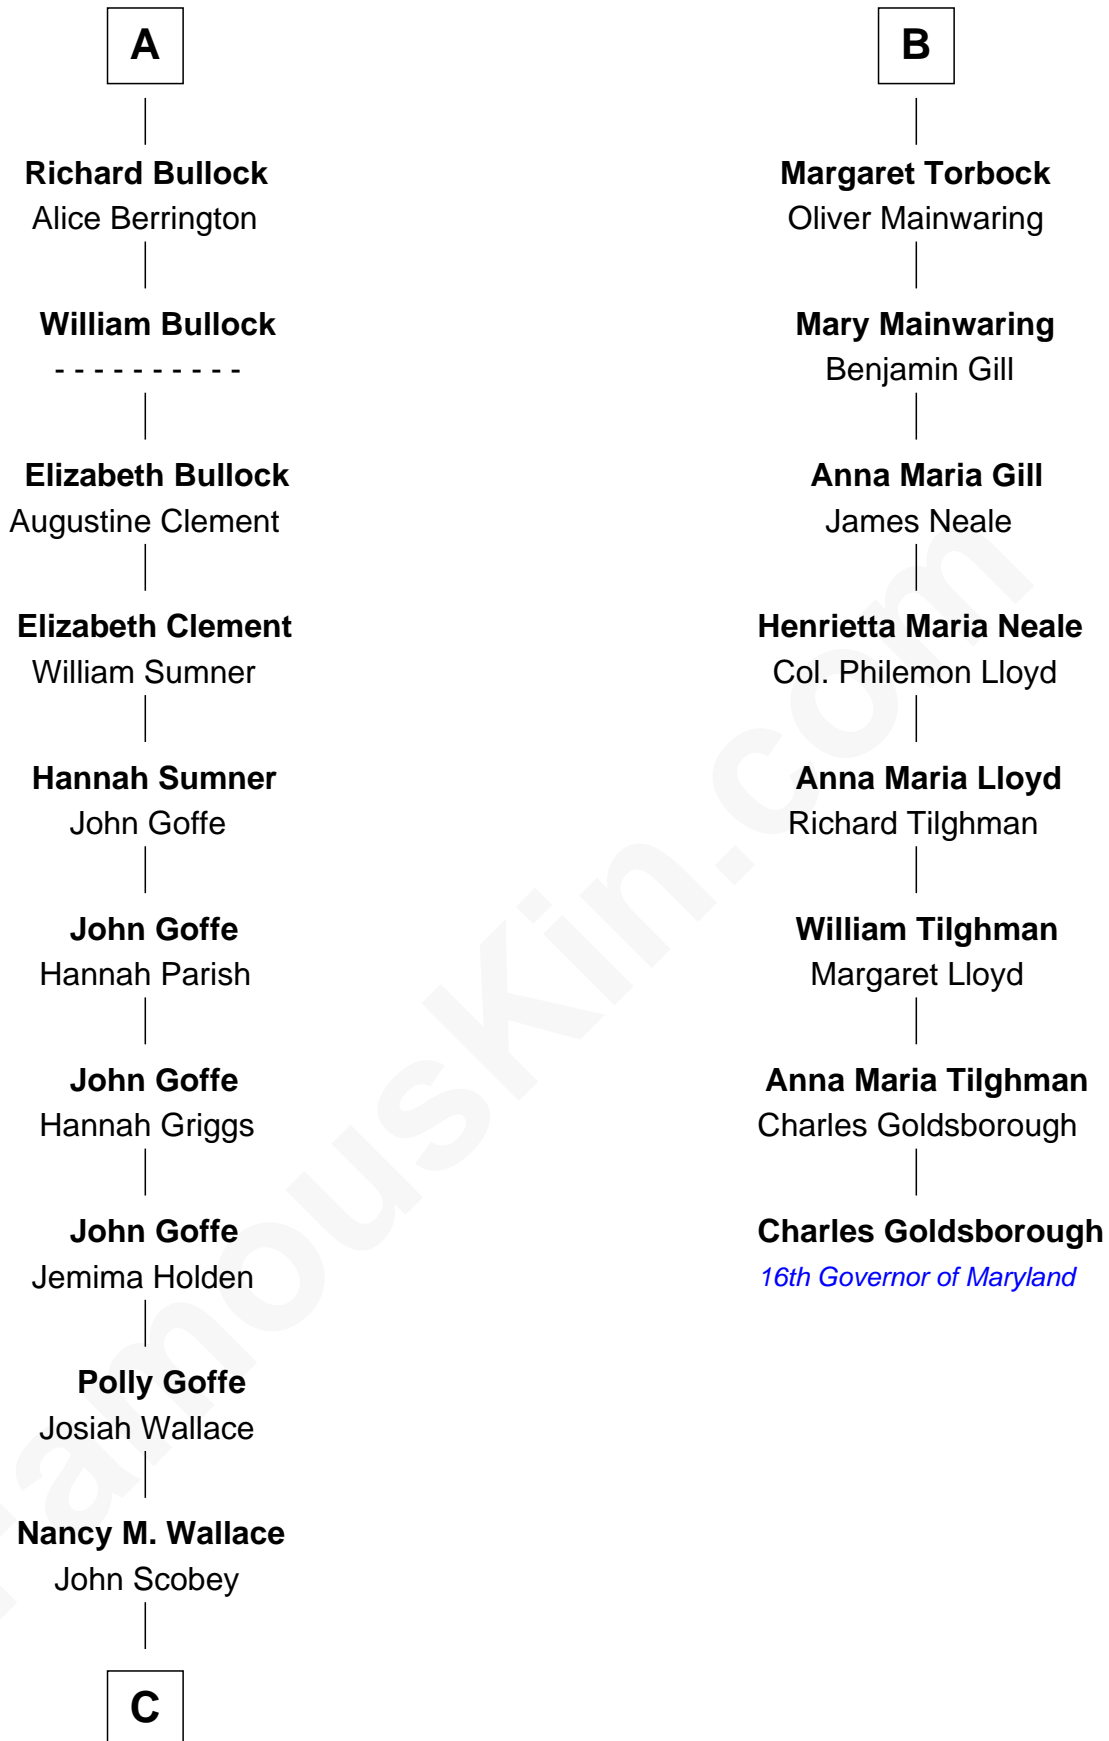 A
Richard Bullock
Alice Berrington
William Bullock
- - - - - - - - - -
Elizabeth Bullock
Augustine Clement
Elizabeth Clement
William Sumner
Hannah Sumner
John Goffe
John Goffe
Hannah Parish
John Goffe
Hannah Griggs
John Goffe
Jemima Holden
Polly Goffe
Josiah Wallace
Nancy M. Wallace
John Scobey
C
B
Margaret Torbock
Oliver Mainwaring
Mary Mainwaring
Benjamin Gill
Anna Maria Gill
James Neale
Henrietta Maria Neale
Col. Philemon Lloyd
Anna Maria Lloyd
Richard Tilghman
William Tilghman
Margaret Lloyd
Anna Maria Tilghman
Charles Goldsborough
Charles Goldsborough
16th Governor of Maryland
FamousKin.com